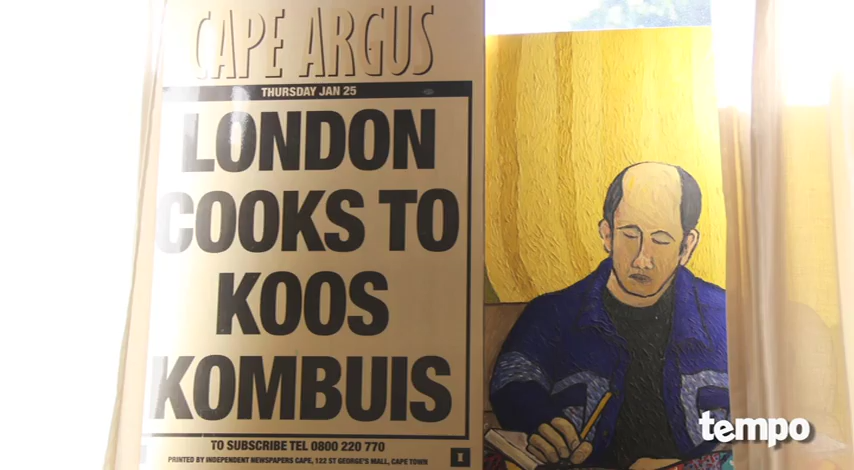 CAPE ARGUS
THURSDAY JAN 25
LONDON
COOKS TO
KOOS
KOMBUIS
TO SUBSCRIBE TEL 0800 220 770
PRINTED BY INDEPENDENT NEWSPAPERS CAPE, 122 ST GEORGE'S MALL, CAPE TOWN
1
tempo